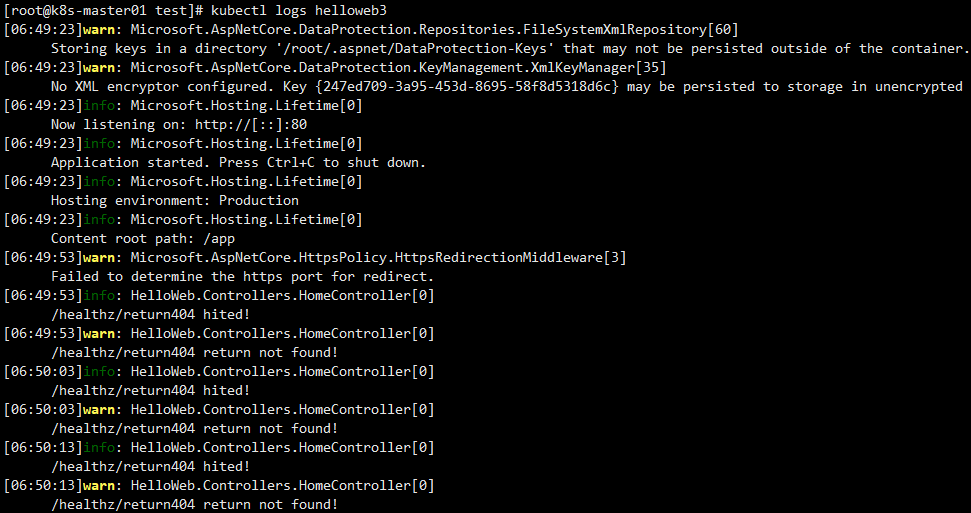 [root@k8s-master01 test]# kubectl logs helloweb3
[06:49:23]warn: Microsoft.AspNetCore.DataProtection.Repositories.FileSystemXmlRepository[60]
Storing keys in a directory '/root/.aspnet/DataProtection-Keys' that may not be persisted outside of the container.
[06:49:23]warn: Microsoft.AspNetCore.DataProtection.KeyManagement.XmlKeyManager[35]
No XML encryptor configured. Key {247ed709-3a95-453d-8695-58f8d5318d6c} may be persisted to storage in unencrypted
[06:49:23]info: Microsoft.Hosting.Lifetime[0]
Now listening on: http://[::]:80
[06:49:23]info: Microsoft.Hosting.Lifetime[0]
Application started. Press Ctrl+C to shut down.
[06:49:23]info: Microsoft.Hosting.Lifetime[0]
Hosting environment: Production
[06:49:23]info: Microsoft.Hosting.Lifetime[0]
Content root path: /app
[06:49:53]warn: Microsoft.AspNetCore.HttpsPolicy.HttpsRedirectionMiddleware[3]
Failed to determine the https port for redirect.
[06:49:53]info: HelloWeb.Controllers.HomeController[0]
/healthz/return404 hited!
[06:49:53]warn: HelloWeb.Controllers.HomeController[0]
/healthz/return404 return not found!
[06:50:03]info: HelloWeb.Controllers.HomeController[0]
/healthz/return404 hited!
[06:50:03]warn: HelloWeb.Controllers.HomeController[0]
/healthz/return404 return not found!
[06:50:13]info: HelloWeb.Controllers.HomeController[0]
/healthz/return404 hited!
[06:50:13]warn: HelloWeb.Controllers.HomeController[0]
/healthz/return404 return not found!